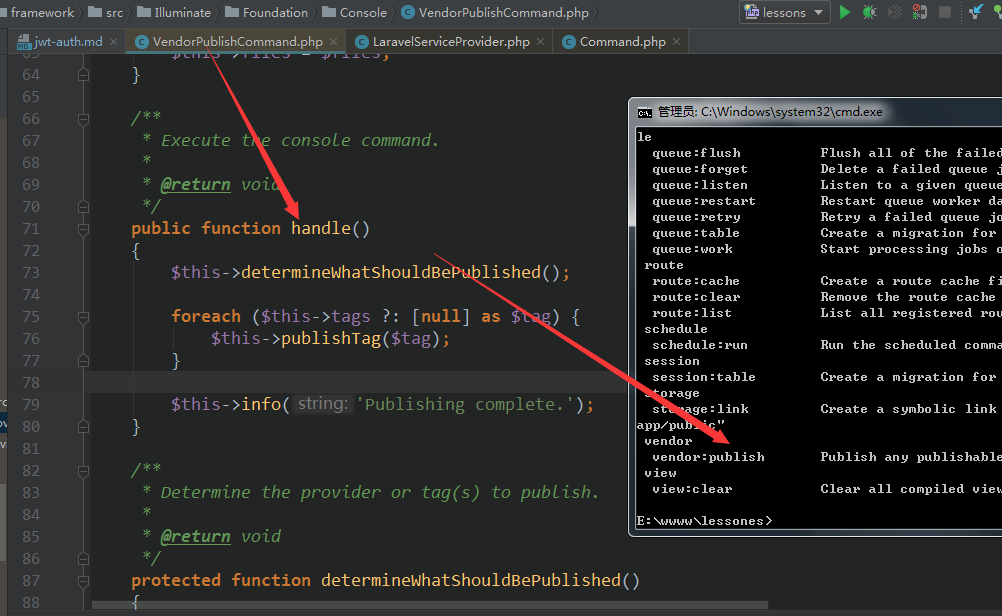 framework src Illuminate Foundation Console VendorPublishCommand.php lessons
jwt-auth.md VendorPublishCommand.php LaravelServiceProvider.php Command.php
63 $this->files = $files;
64 }
65
66 /**
67 * Execute the console command.
68 *
69 * @return void
70 */
71 public function handle()
72 {
73 $this->determineWhatShouldBePublished();
74
75 foreach ($this->tags ?: [null] as $tag) {
76 $this->publishTag($tag);
77 }
78
79 $this->info( string: 'Publishing complete.');
80 }
81
82 /**
83 * Determine the provider or tag(s) to publish.
84 *
85 * @return void
86 */
87 protected function determineWhatShouldBePublished()
88 {
管理员: C:\Windows\system32\cmd.exe
le
queue:flush Flush all of the failed
queue:forget Delete a failed queue j
queue:listen Listen to a given queue
queue:restart Restart queue worker da
queue:retry Retry a failed queue jo
queue:table Create a migration for
queue:work Start processing jobs o
route
route:cache Create a route cache fi
route:clear Remove the route cache
route:list List all registered rou
schedule
schedule:run Run the scheduled comma
session
session:table Create a migration for
storage
storage:link Create a symbolic link
app/public"
vendor
vendor:publish Publish any publishable
view
view:clear Clear all compiled view
E:\www\lessones>